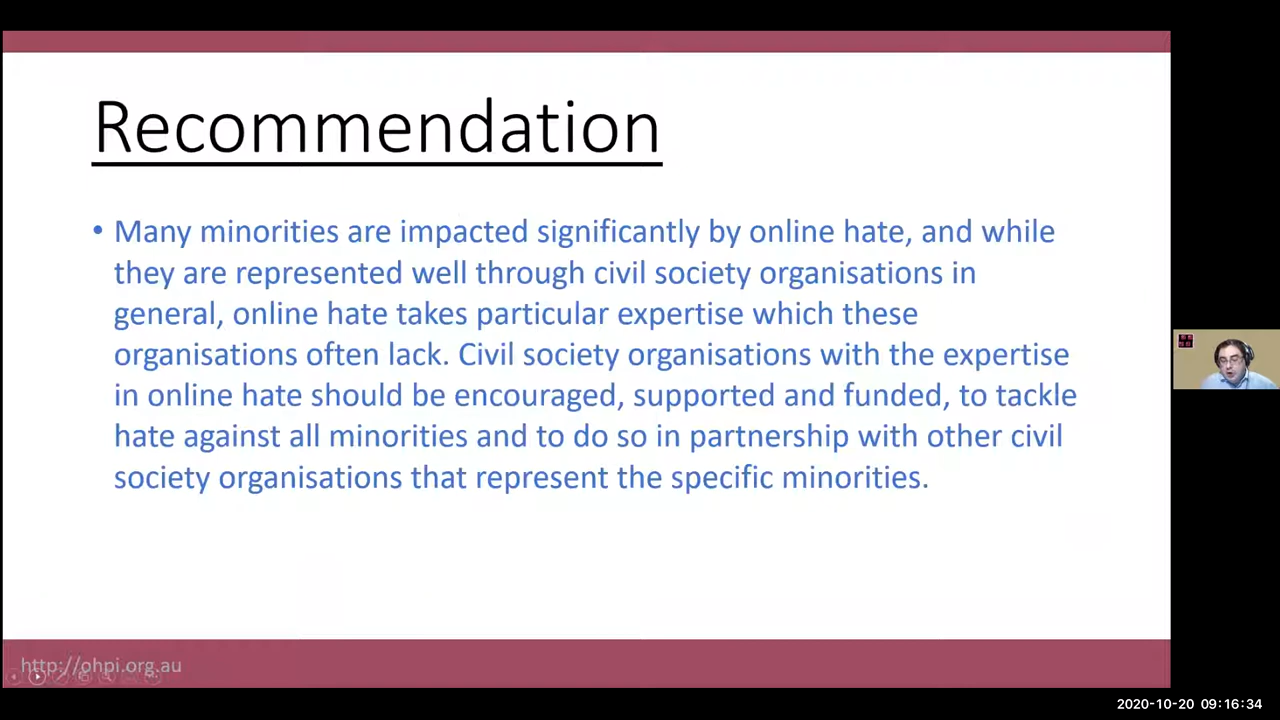 Recommendation
• Many minorities are impacted significantly by online hate, and while
they are represented well through civil society organisations in
general, online hate takes particular expertise which these
organisations often lack. Civil society organisations with the expertise
in online hate should be encouraged, supported and funded, to tackle
hate against all minorities and to do so in partnership with other civil
society organisations that represent the specific minorities.
http://ohpi.org.au
2020-10-20 09:16:34